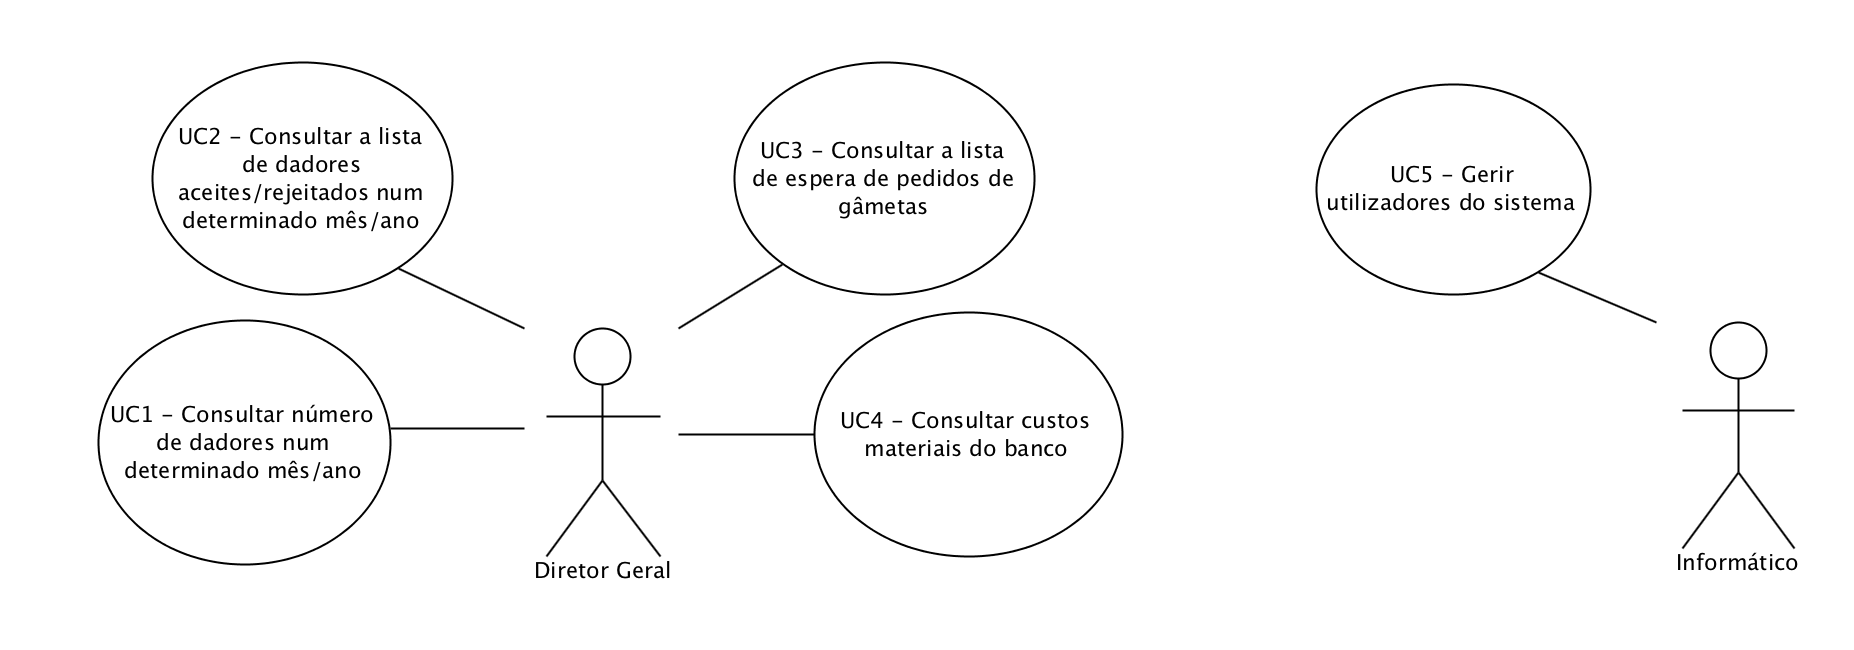 UC2 – Consultar a lista
de dadores
aceites/rejeitados num
determinado mês/ano
UC3 – Consultar a lista
de espera de pedidos de
gâmetas
UC5 – Gerir
utilizadores do sistema
UC1 – Consultar número
de dadores num
determinado mês/ano
UC4 – Consultar custos
materiais do banco
Diretor Geral
Informático